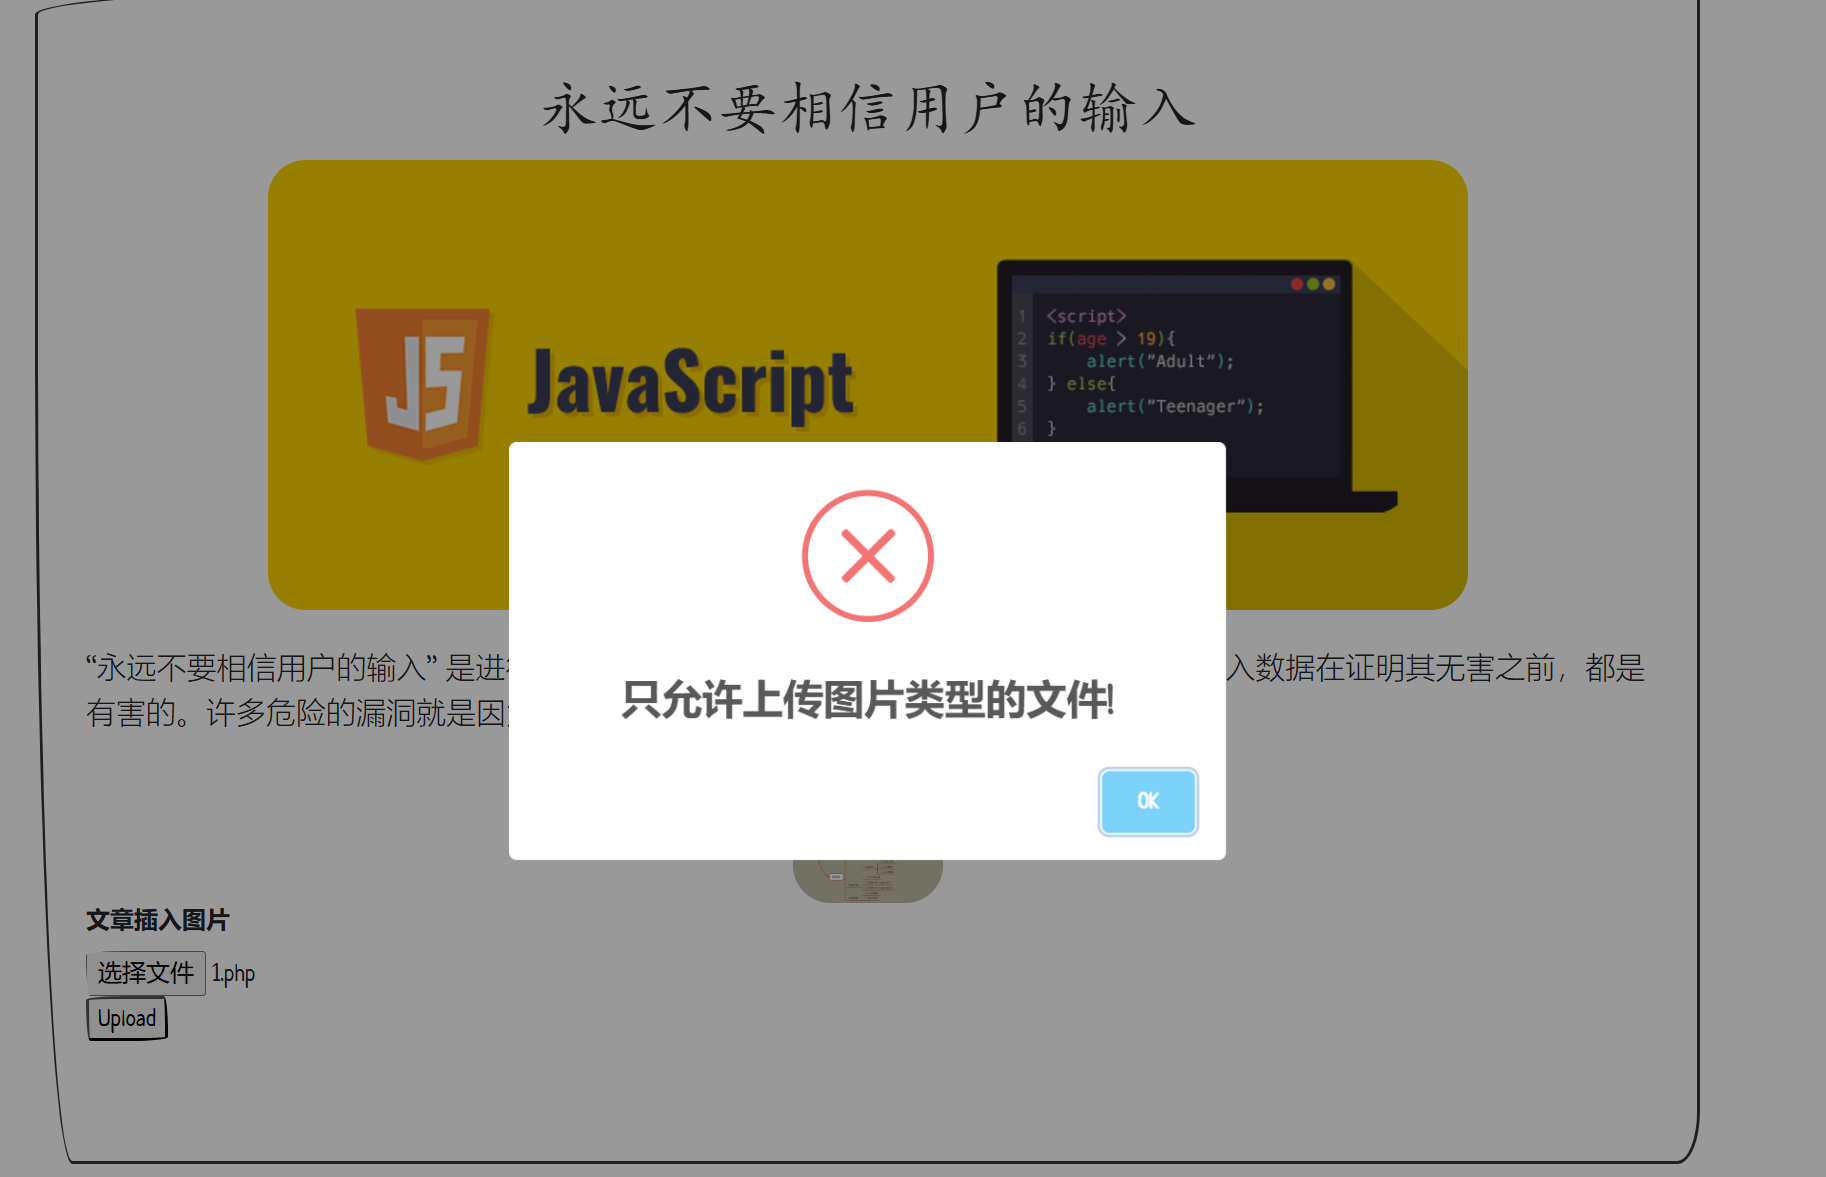 永远不要相信用户的输入
JS
JavaScript
1 <script>
2 if(age > 19){
3 alert("Adult");
4 } else{
5 alert("Teenager");
6 }
“永远不要相信用户的输入” 是进
入数据在证明其无害之前，都是
有害的。许多危险的漏洞就是因
只允许上传图片类型的文件!
OK
文章插入图片
选择文件 1.php
Upload